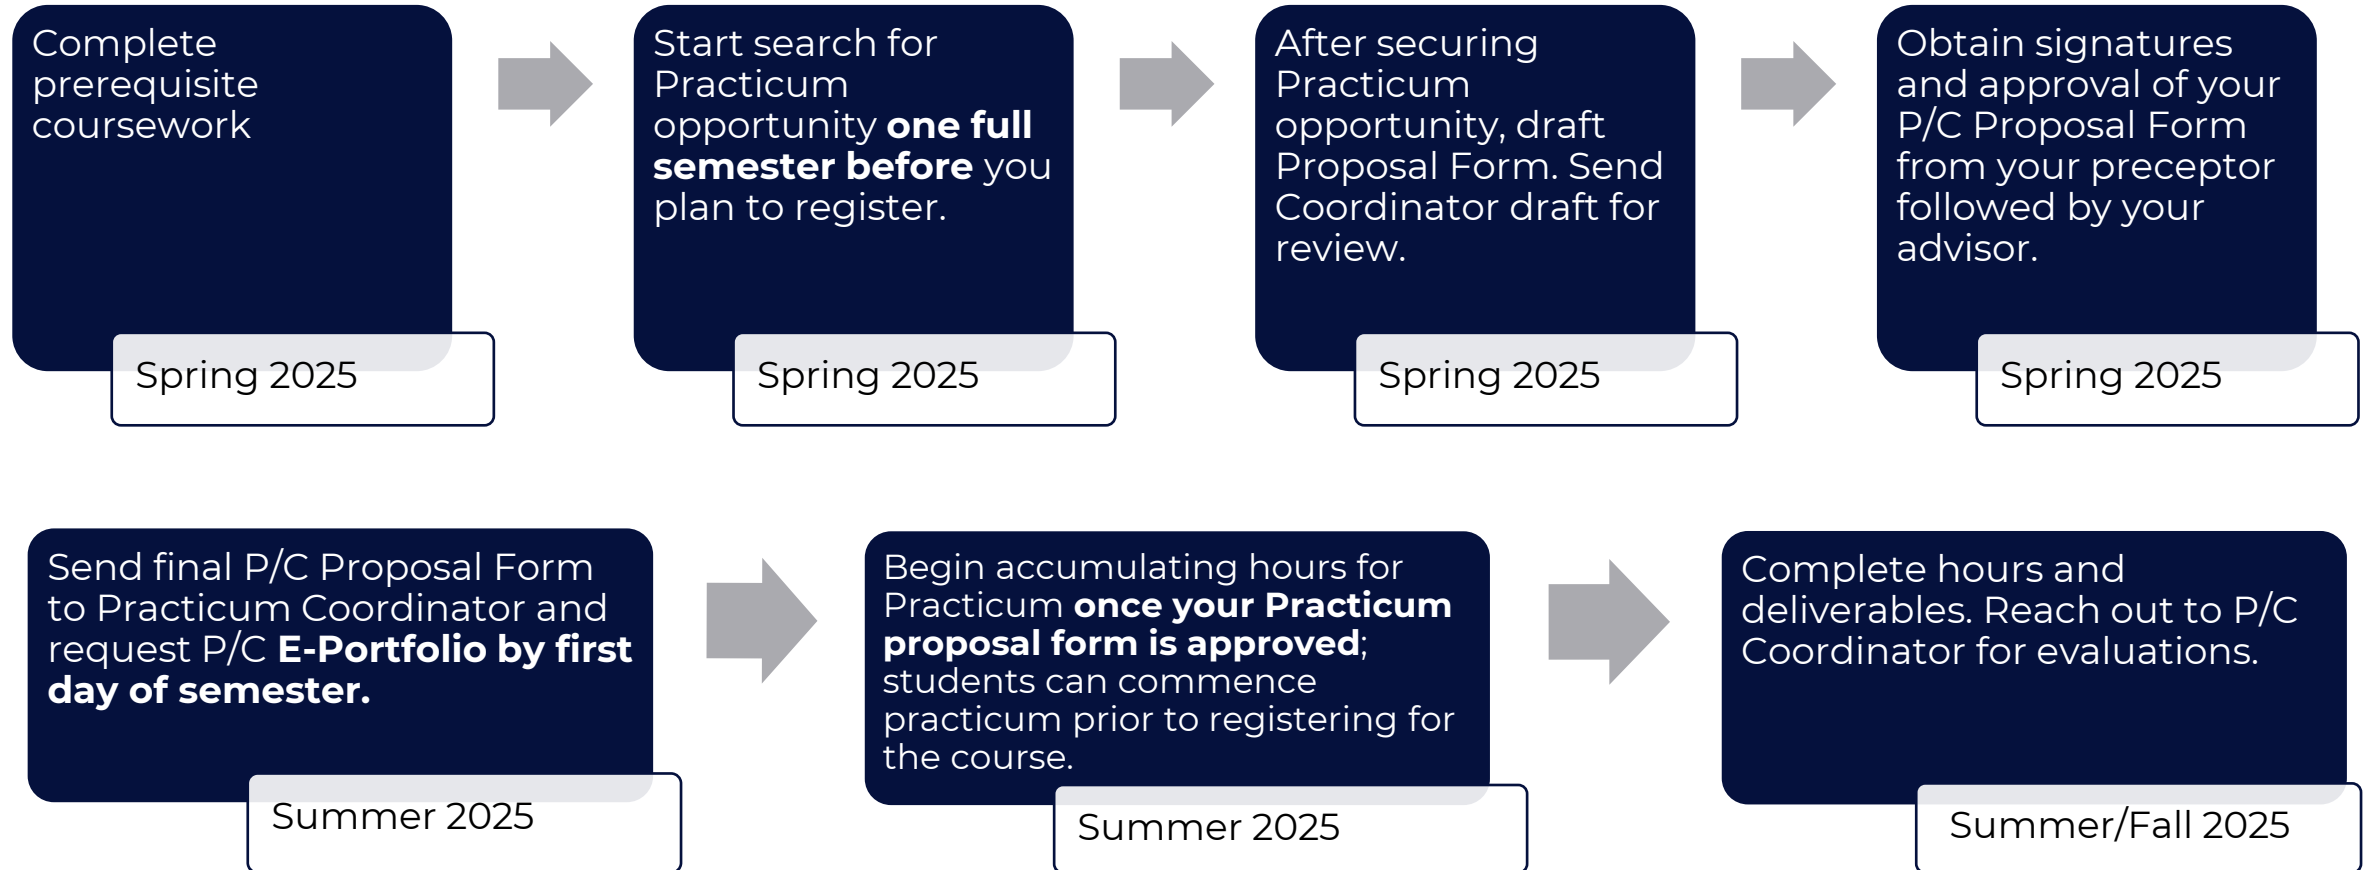 Complete
prerequisite
coursework
Spring 2025
Start search for
Practicum
opportunity one full
semester before you
plan to register.
Spring 2025
After securing
Practicum
opportunity, draft
Proposal Form. Send
Coordinator draft for
review.
Spring 2025
Obtain signatures
and approval of your
P/C Proposal Form
from your preceptor
followed by your
advisor.
Spring 2025
Send final P/C Proposal Form
to Practicum Coordinator and
request P/C E-Portfolio by first
day of semester.
Summer 2025
Begin accumulating hours for
Practicum once your Practicum
proposal form is approved;
students can commence
practicum prior to registering for
the course.
Summer 2025
Complete hours and
deliverables. Reach out to P/C
Coordinator for evaluations.
Summer/Fall 2025